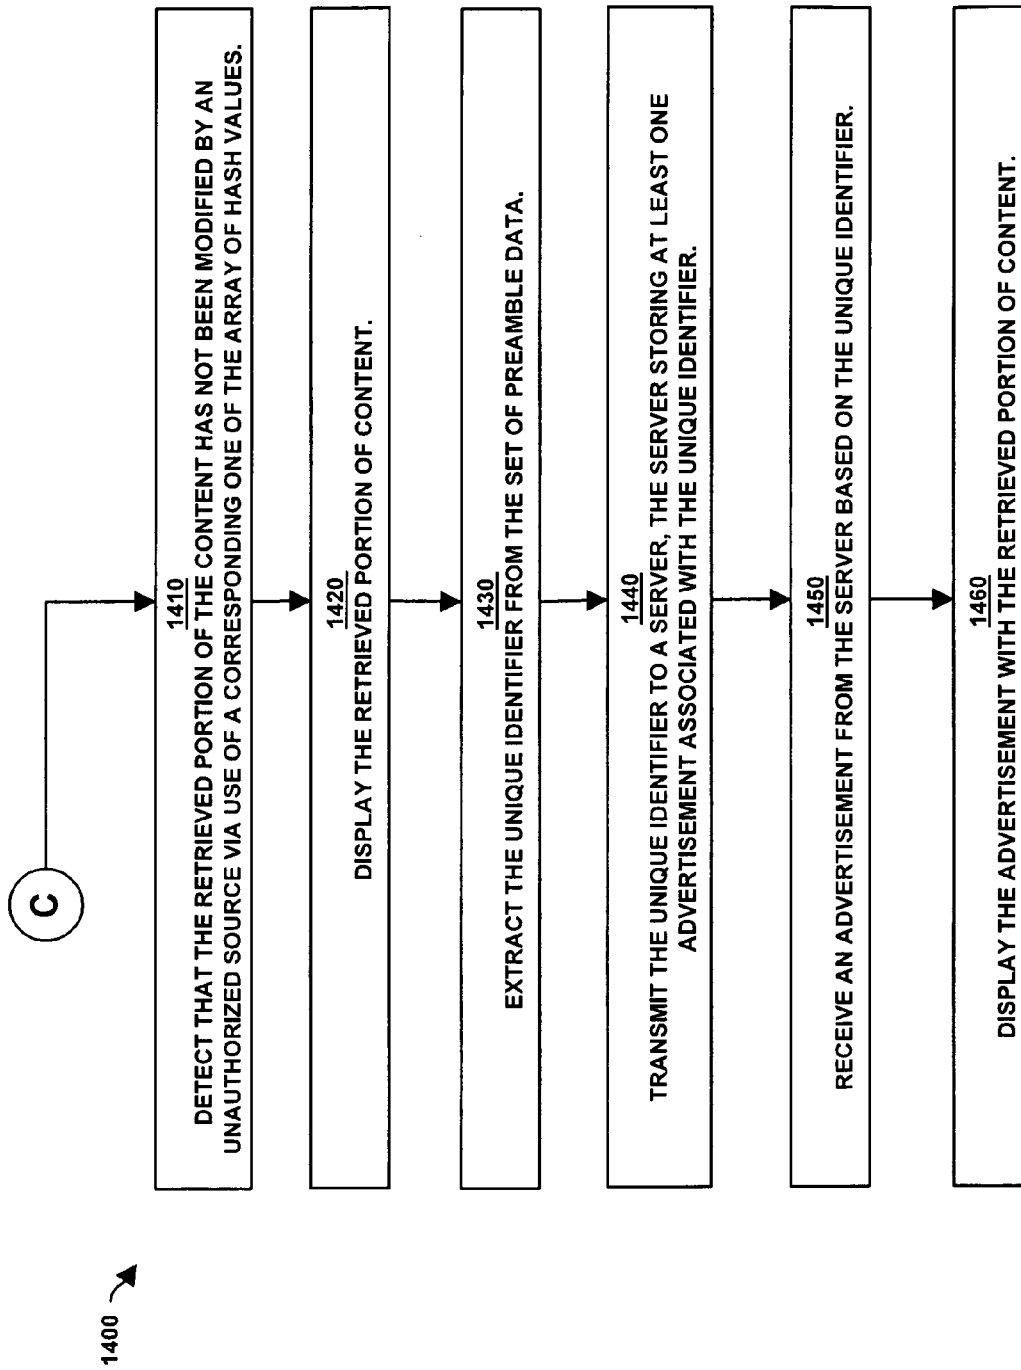 1400
C
1410
DETECT THAT THE RETRIEVED PORTION OF THE CONTENT HAS NOT BEEN MODIFIED BY AN
UNAUTHORIZED SOURCE VIA USE OF A CORRESPONDING ONE OF THE ARRAY OF HASH VALUES.
1420
DISPLAY THE RETRIEVED PORTION OF CONTENT.
1430
EXTRACT THE UNIQUE IDENTIFIER FROM THE SET OF PREAMBLE DATA.
1440
TRANSMIT THE UNIQUE IDENTIFIER TO A SERVER, THE SERVER STORING AT LEAST ONE
ADVERTISEMENT ASSOCIATED WITH THE UNIQUE IDENTIFIER.
1450
RECEIVE AN ADVERTISEMENT FROM THE SERVER BASED ON THE UNIQUE IDENTIFIER.
1460
DISPLAY THE ADVERTISEMENT WITH THE RETRIEVED PORTION OF CONTENT.